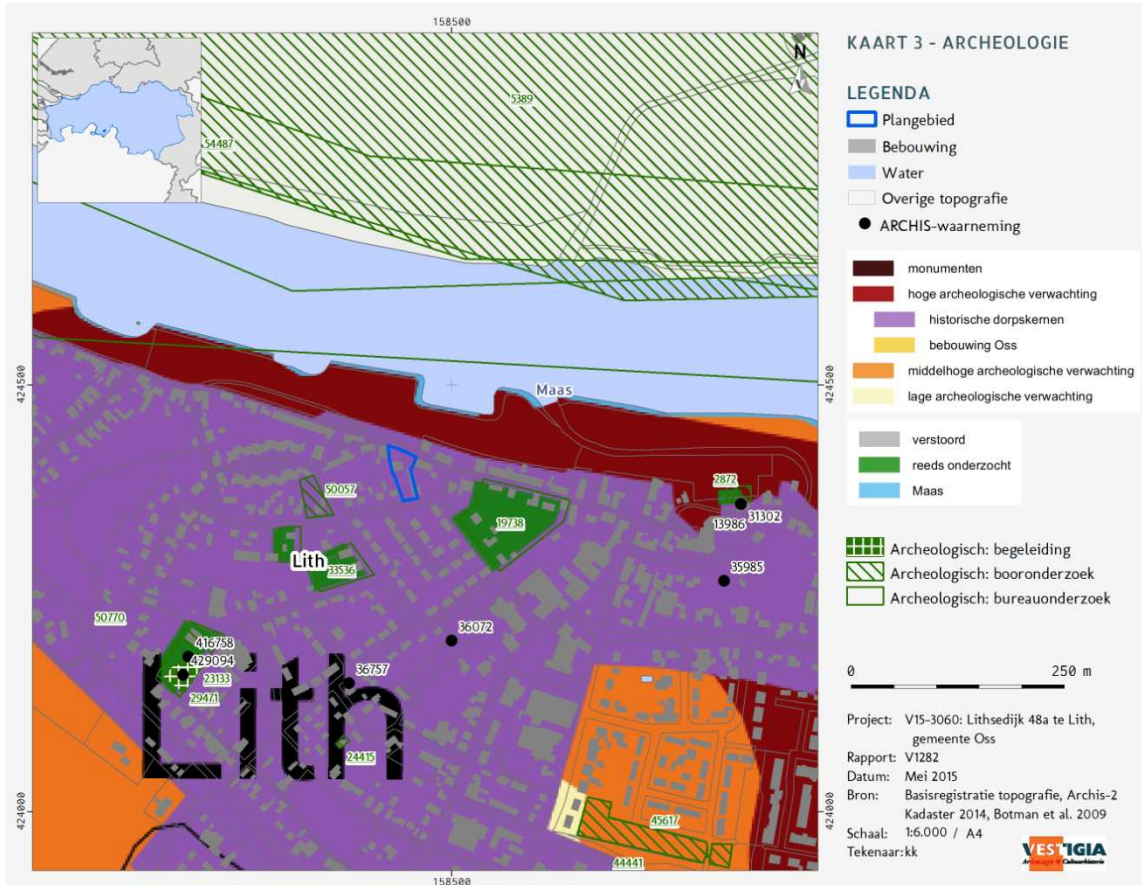 158500
KAART 3 - ARCHEOLOGIE
N
LEGENDA
Plangebied
Bebouwing
Water
Overige topografie
ARCHIS-waarneming
monumenten
hoge archeologische verwachting
historische dorpskernen
bebouwing Oss
middelhoge archeologische verwachting
lage archeologische verwachting
verstoord
reeds onderzocht
Maas
Archeologisch: begeleiding
Archeologisch: booronderzoek
Archeologisch: bureauonderzoek
0 250 m
Project: V15-3060: Lithsedijk 48a te Lith,
gemeente Oss
Rapport: V1282
Datum: Mei 2015
Bron: Basisregistratie topografie, Archis-2
Kadaster 2014, Botman et al. 2009
Schaal: 1:6.000 / A4
Tekenaar:kk
VESTIGIA
Archeologie & Cultuurhistorie
5389
54487
424500
424500
Maas
2872
50057
31302
13986
19738
Lith
33536
35985
50770
36072
416758
429094
23133
36757
29471
Lith
24415
424000
424000
45617
44441
158500